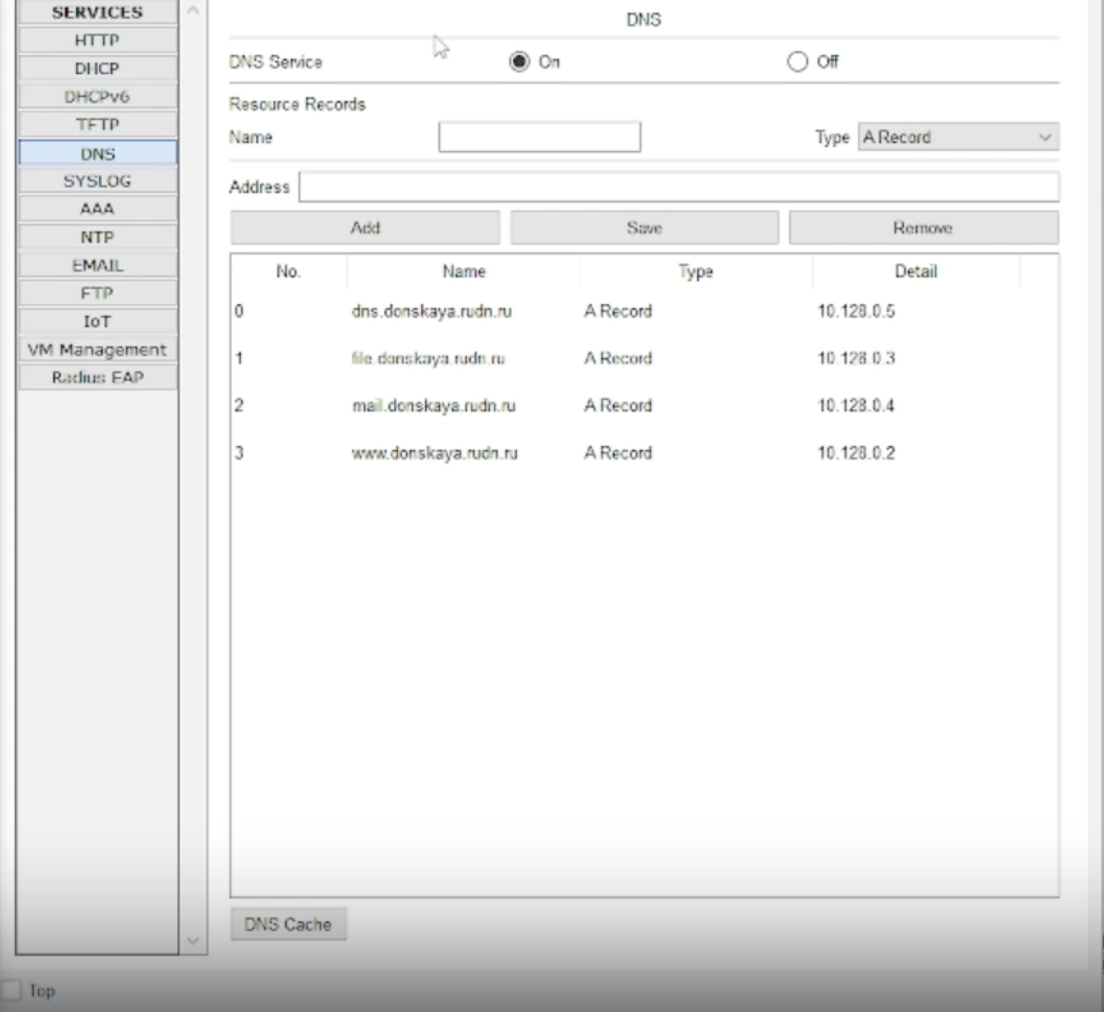 SERVICES
HTTP
DHCP
DHCPv6
TFTP
DNS
SYSLOG
AAA
NTP
EMAIL
FTP
IoT
VM Management
Radius EAP
DNS
DNS Service On Off
Resource Records
Name Type A Record
Address
Add Save Remove
No. Name Type Detail
0 dns.donskaya.rudn.ru A Record 10.128.0.5
1 file.donskaya.rudn.ru A Record 10.128.0.3
2 mail.donskaya.rudn.ru A Record 10.128.0.4
3 www.donskaya.rudn.ru A Record 10.128.0.2
DNS Cache
Top